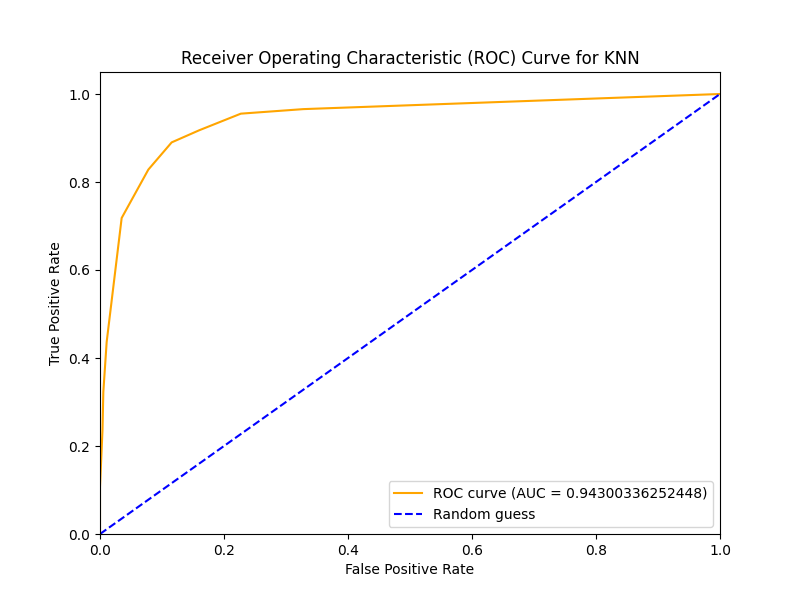 Receiver Operating Characteristic (ROC) Curve for KNN
True Positive Rate
1.0
0.8
0.6
0.4
0.2
0.0
0.0 0.2 0.4 0.6 0.8 1.0
False Positive Rate
ROC curve (AUC = 0.94300336252448)
Random guess